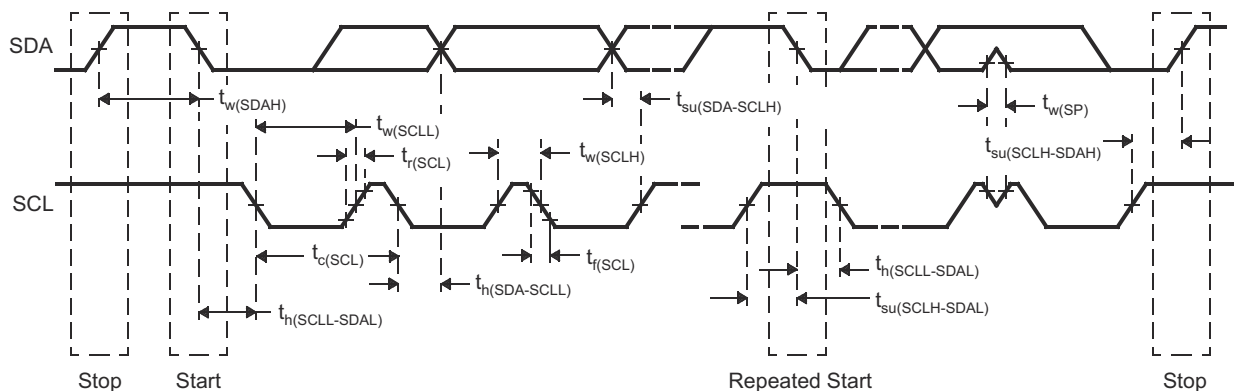 SDA
t_w(SDAH)
t_su(SDA-SCLH)
t_w(SP)
t_w(SCLL)
t_r(SCL)
t_w(SCLH)
t_su(SCLH-SDAH)
SCL
t_c(SCL)
t_f(SCL)
t_h(SCLL-SDAL)
t_h(SDA-SCLL)
t_su(SCLH-SDAL)
t_h(SCLL-SDAL)
Stop
Start
Repeated Start
Stop